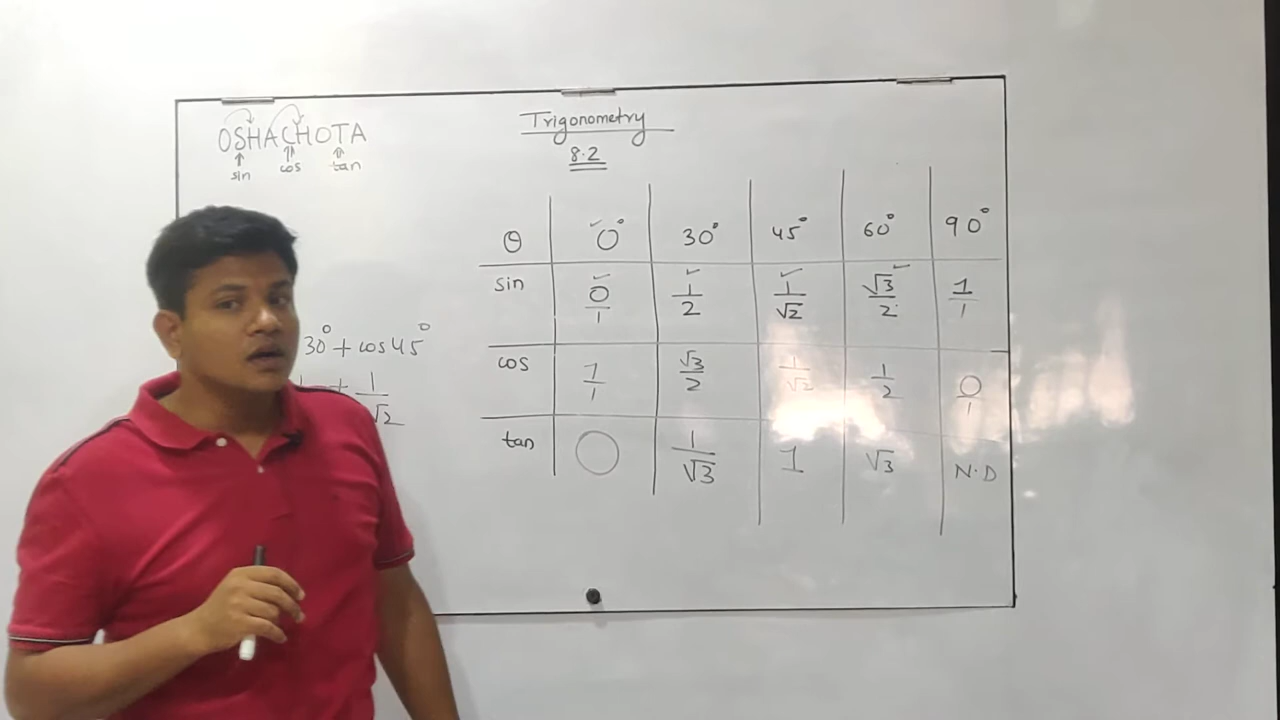 OSHACHOTA
sin cos tan
Trigonometry
8.2
30° + cos 45°
+ 1/√2
θ 0° 30° 45° 60° 90°
sin 0/1 1/2 1/√2 √3/2 1/1
cos 1/1 √3/2 1/√2 1/2 0/1
tan 0 1/√3 1 √3 N.D